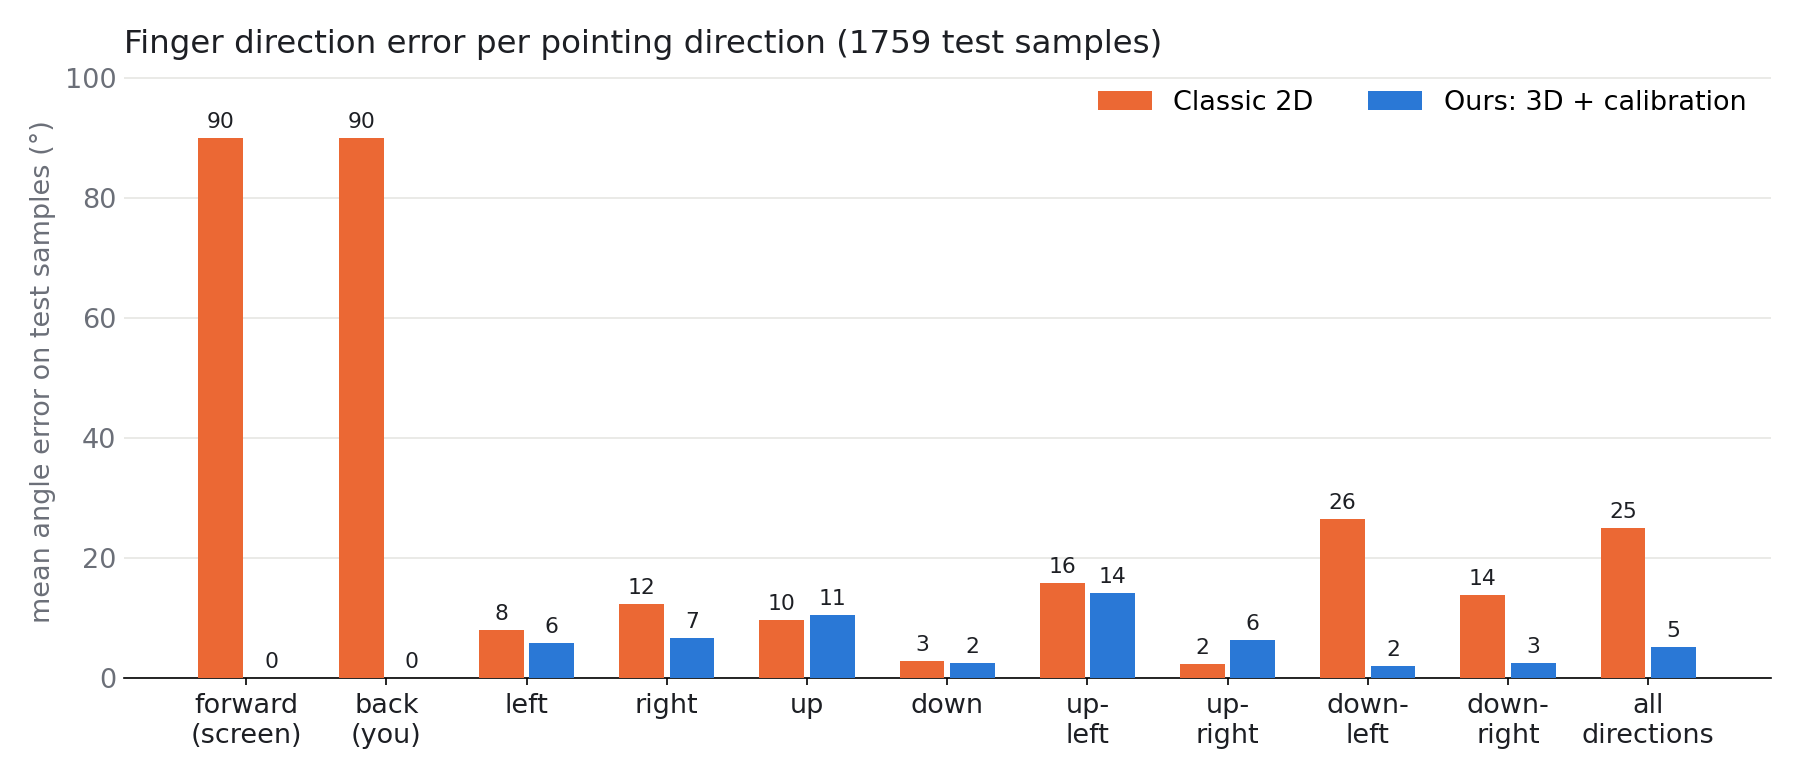 Finger direction error per pointing direction (1759 test samples)
Classic 2D
Ours: 3D + calibration
mean angle error on test samples (°)
100
80
60
40
20
0
90
0
90
0
8
6
12
7
10
11
3
2
16
14
2
6
26
2
14
3
25
5
forward
(screen)
back
(you)
left
right
up
down
up-
left
up-
right
down-
left
down-
right
all
directions